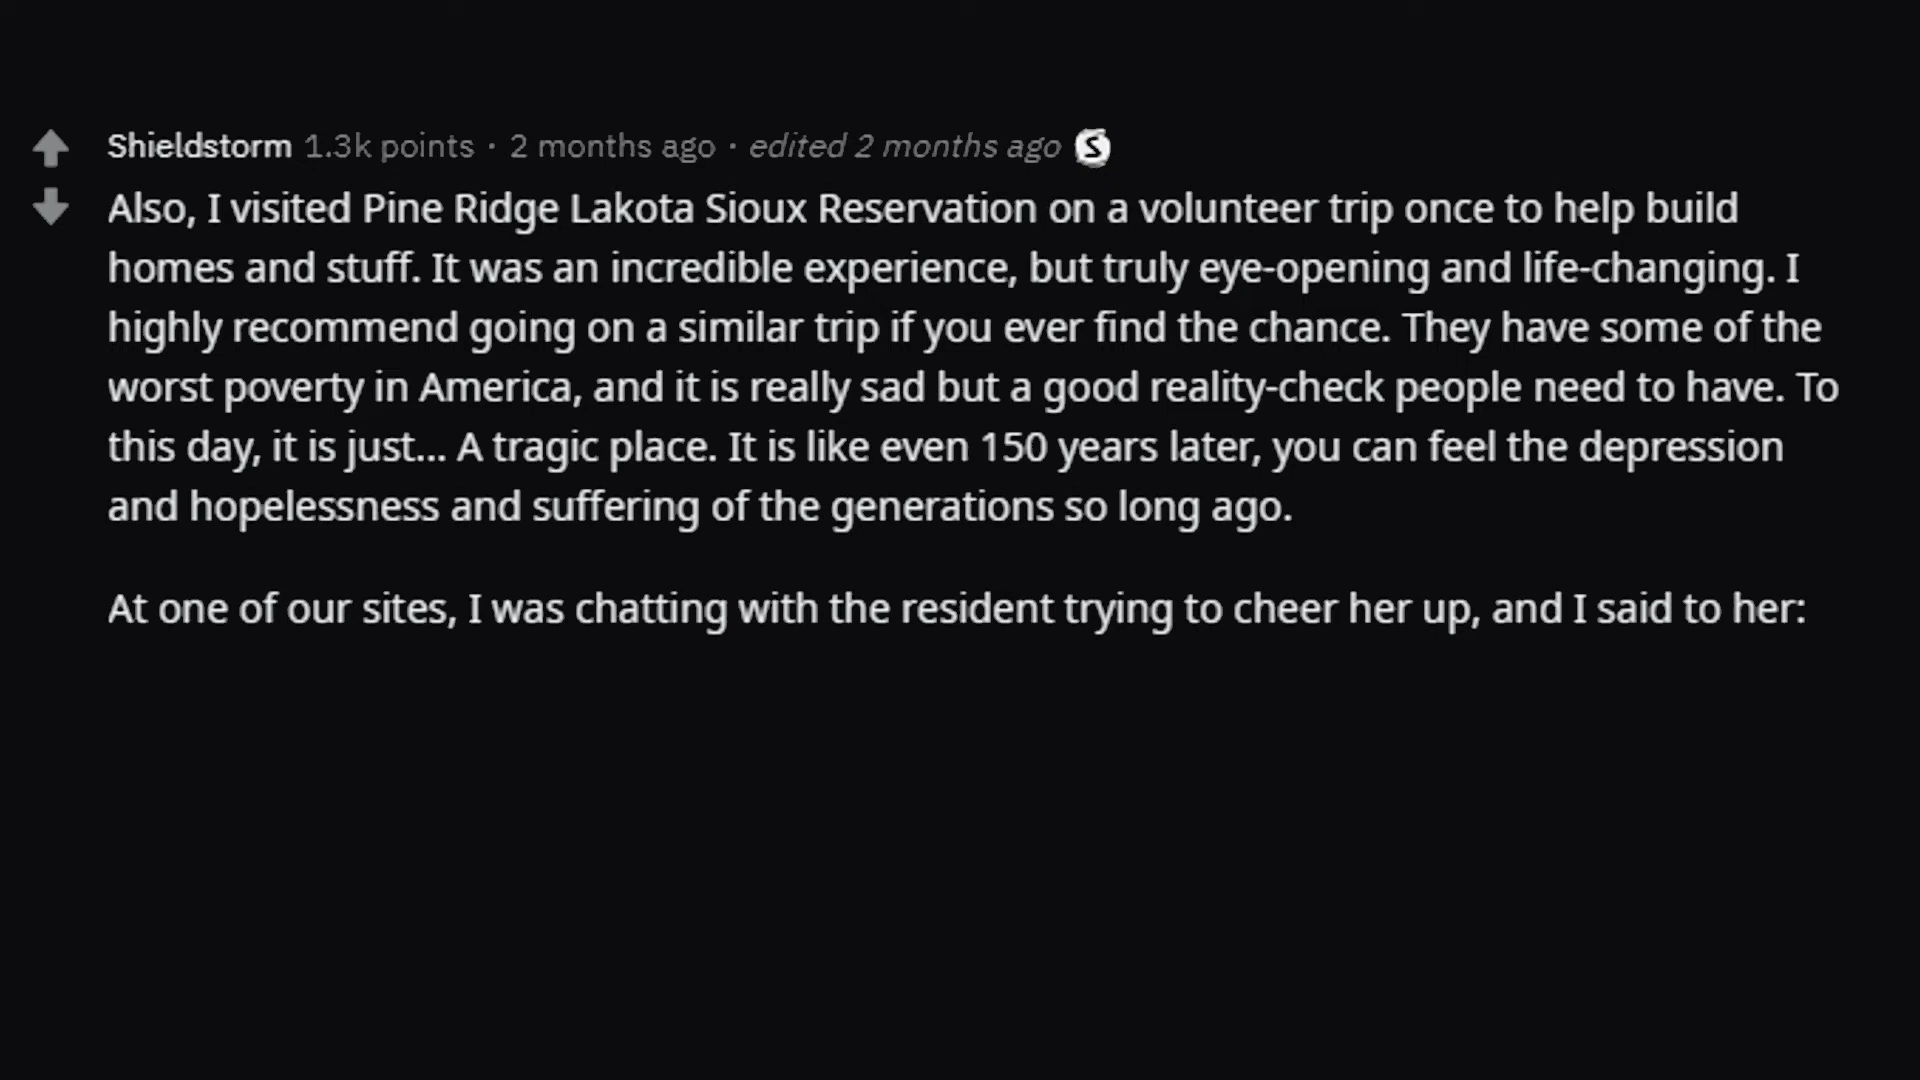 Shieldstorm 1.3k points · 2 months ago · edited 2 months ago S
Also, I visited Pine Ridge Lakota Sioux Reservation on a volunteer trip once to help build
homes and stuff. It was an incredible experience, but truly eye-opening and life-changing. I
highly recommend going on a similar trip if you ever find the chance. They have some of the
worst poverty in America, and it is really sad but a good reality-check people need to have. To
this day, it is just... A tragic place. It is like even 150 years later, you can feel the depression
and hopelessness and suffering of the generations so long ago.
At one of our sites, I was chatting with the resident trying to cheer her up, and I said to her: